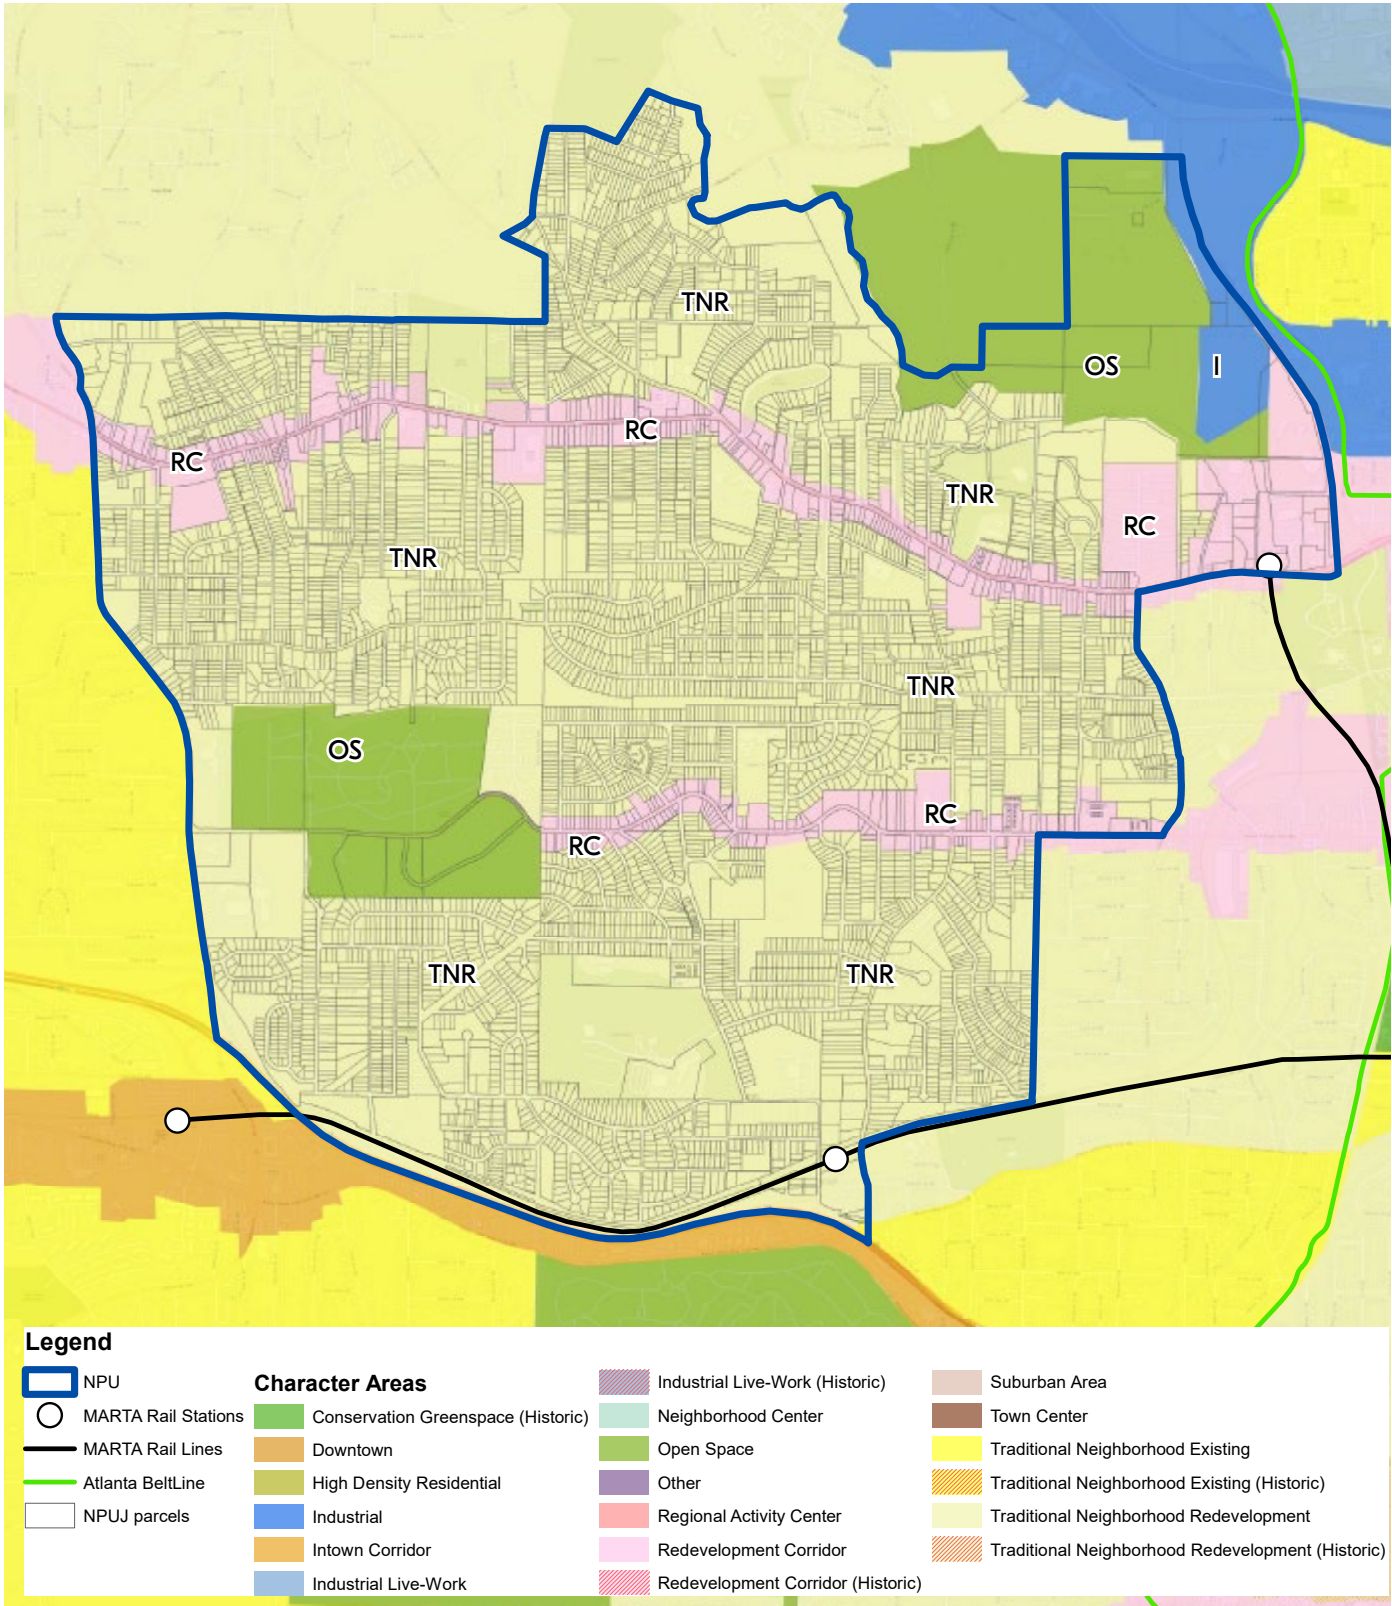 TNR
OS
I
RC
RC
TNR
RC
TNR
TNR
OS
RC
RC
TNR
TNR
Legend
NPU
MARTA Rail Stations
MARTA Rail Lines
Atlanta BeltLine
NPUJ parcels
Character Areas
Conservation Greenspace (Historic)
Downtown
High Density Residential
Industrial
Intown Corridor
Industrial Live-Work
Industrial Live-Work (Historic)
Neighborhood Center
Open Space
Other
Regional Activity Center
Redevelopment Corridor
Redevelopment Corridor (Historic)
Suburban Area
Town Center
Traditional Neighborhood Existing
Traditional Neighborhood Existing (Historic)
Traditional Neighborhood Redevelopment
Traditional Neighborhood Redevelopment (Historic)